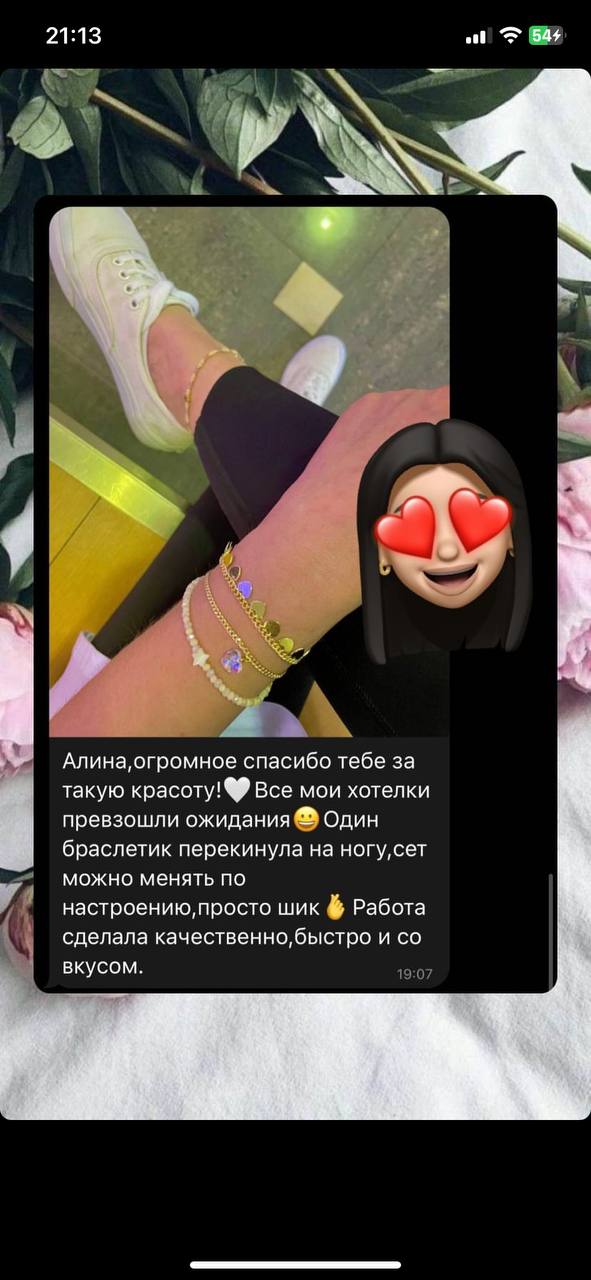 21:13
54
Алина,огромное спасибо тебе за
такую красоту!🤍Все мои хотелки
превзошли ожидания😀Один
браслетик перекинула на ногу,сет
можно менять по
настроению,просто шик🫰Работа
сделала качественно,быстро и со
вкусом.
19:07